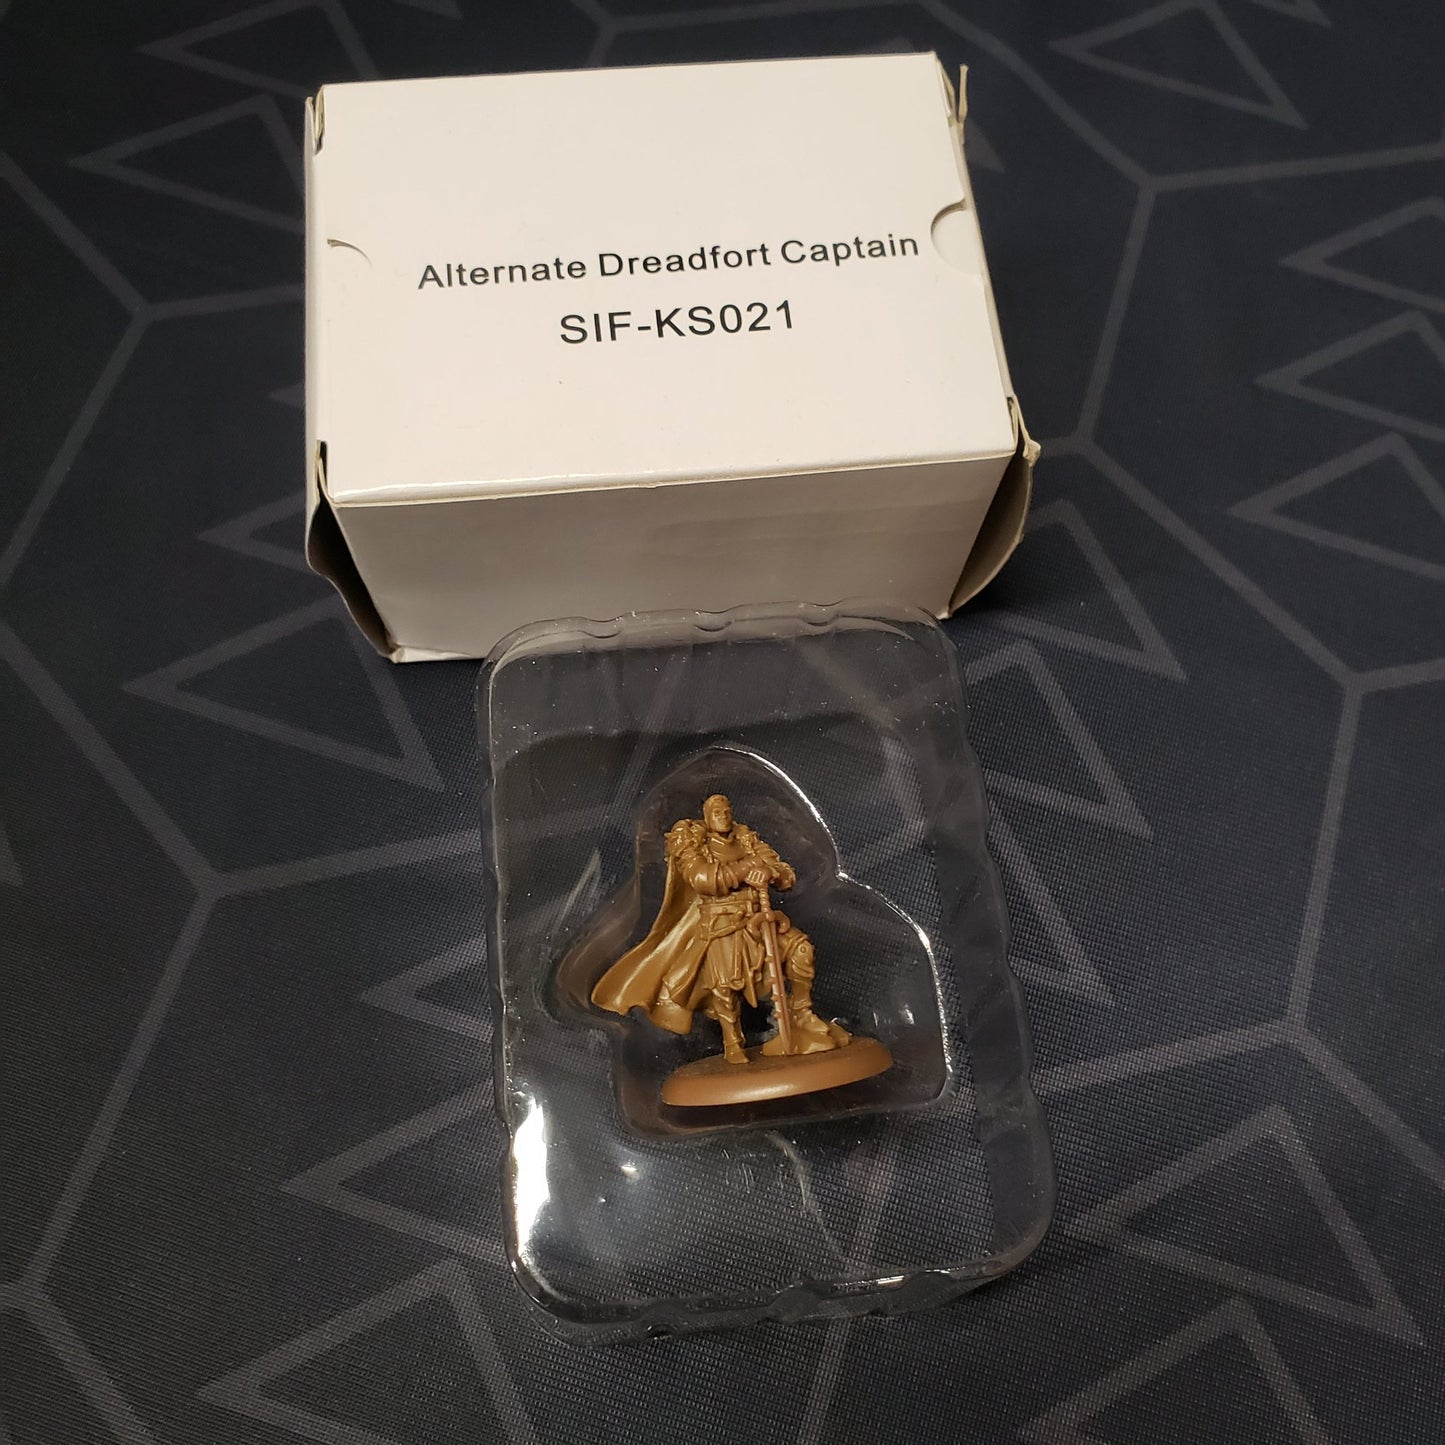 Alternate Dreadfort Captain
SIF-KS021